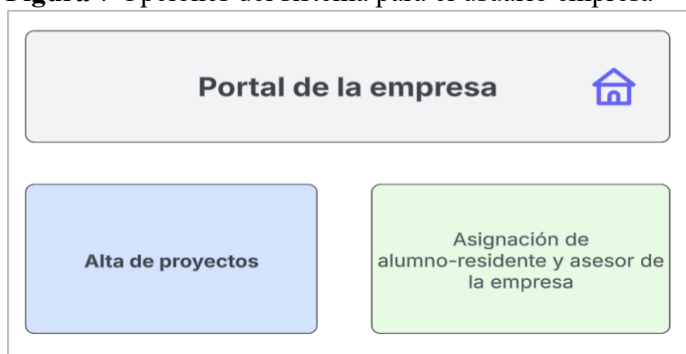 Portal de la empresa
Alta de proyectos
Asignación de
alumno-residente y asesor de
la empresa